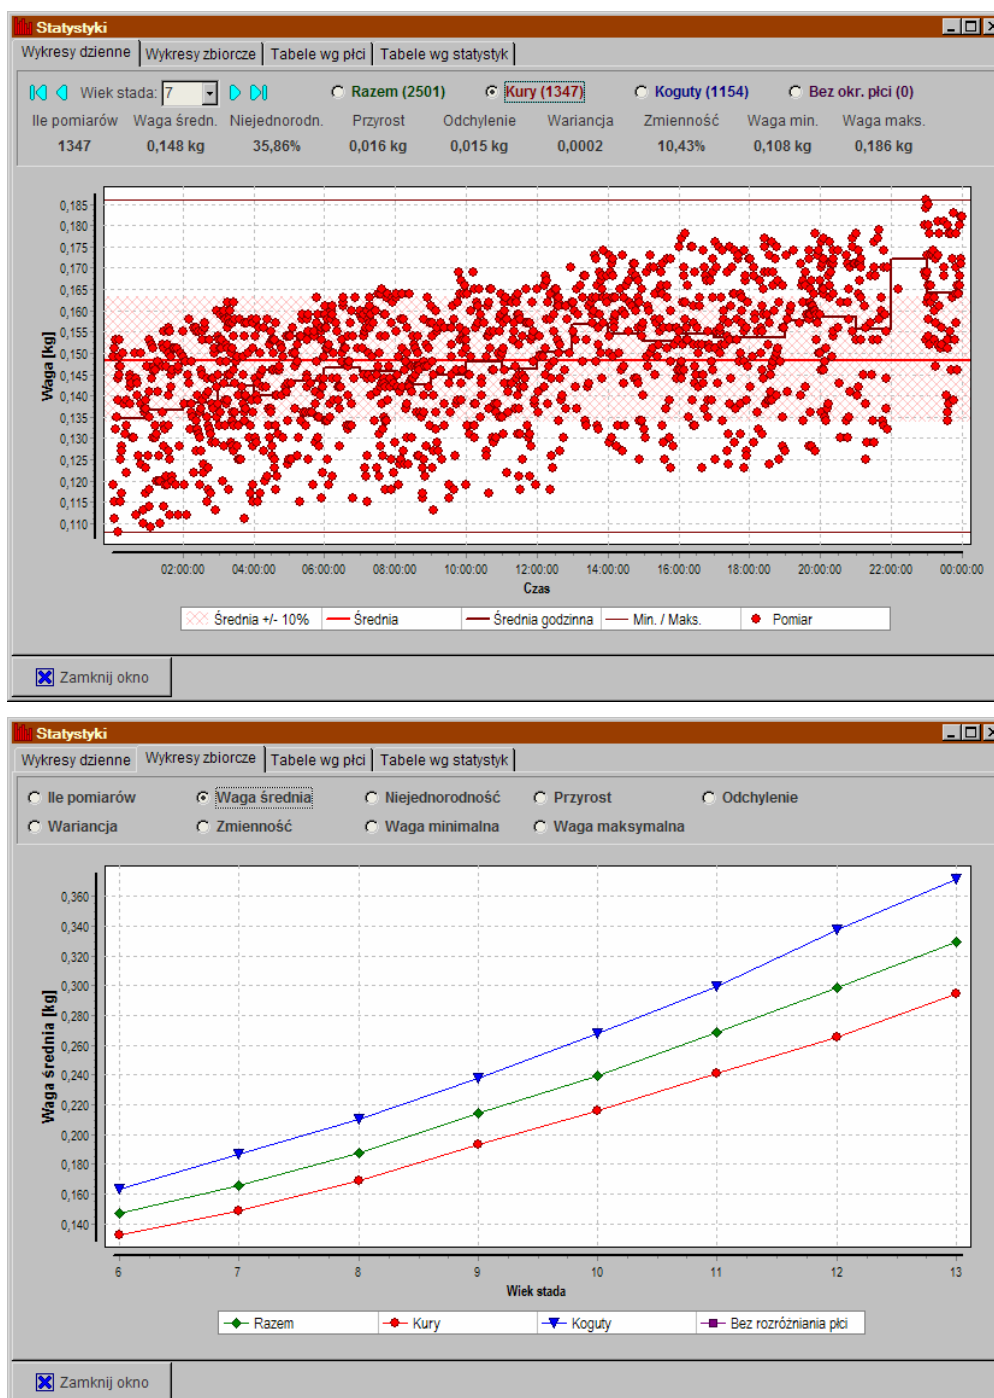 Statystyki
Wykresy dzienne Wykresy zbiorcze Tabele wg płci Tabele wg statystyk
Wiek stada: 7 Razem (2501) Kury (1347) Koguty (1154) Bez okr. płci (0)
Ile pomiarów Waga średn. Niejednorodn. Przyrost Odchylenie Wariancja Zmienność Waga min. Waga maks.
1347 0,148 kg 35,86% 0,016 kg 0,015 kg 0,0002 10,43% 0,108 kg 0,186 kg
Waga [kg]
0,185
0,180
0,175
0,170
0,165
0,160
0,155
0,150
0,145
0,140
0,135
0,130
0,125
0,120
0,115
0,110
02:00:00 04:00:00 06:00:00 08:00:00 10:00:00 12:00:00 14:00:00 16:00:00 18:00:00 20:00:00 22:00:00 00:00:00
Czas
Średnia +/- 10% Średnia Średnia godzinna Min. / Maks. Pomiar
Zamknij okno
Statystyki
Wykresy dzienne Wykresy zbiorcze Tabele wg płci Tabele wg statystyk
Ile pomiarów Waga średnia Niejednorodność Przyrost Odchylenie
Wariancja Zmienność Waga minimalna Waga maksymalna
Waga średnia [kg]
0,360
0,340
0,320
0,300
0,280
0,260
0,240
0,220
0,200
0,180
0,160
0,140
6 7 8 9 10 11 12 13
Wiek stada
Razem Kury Koguty Bez rozróżniania płci
Zamknij okno